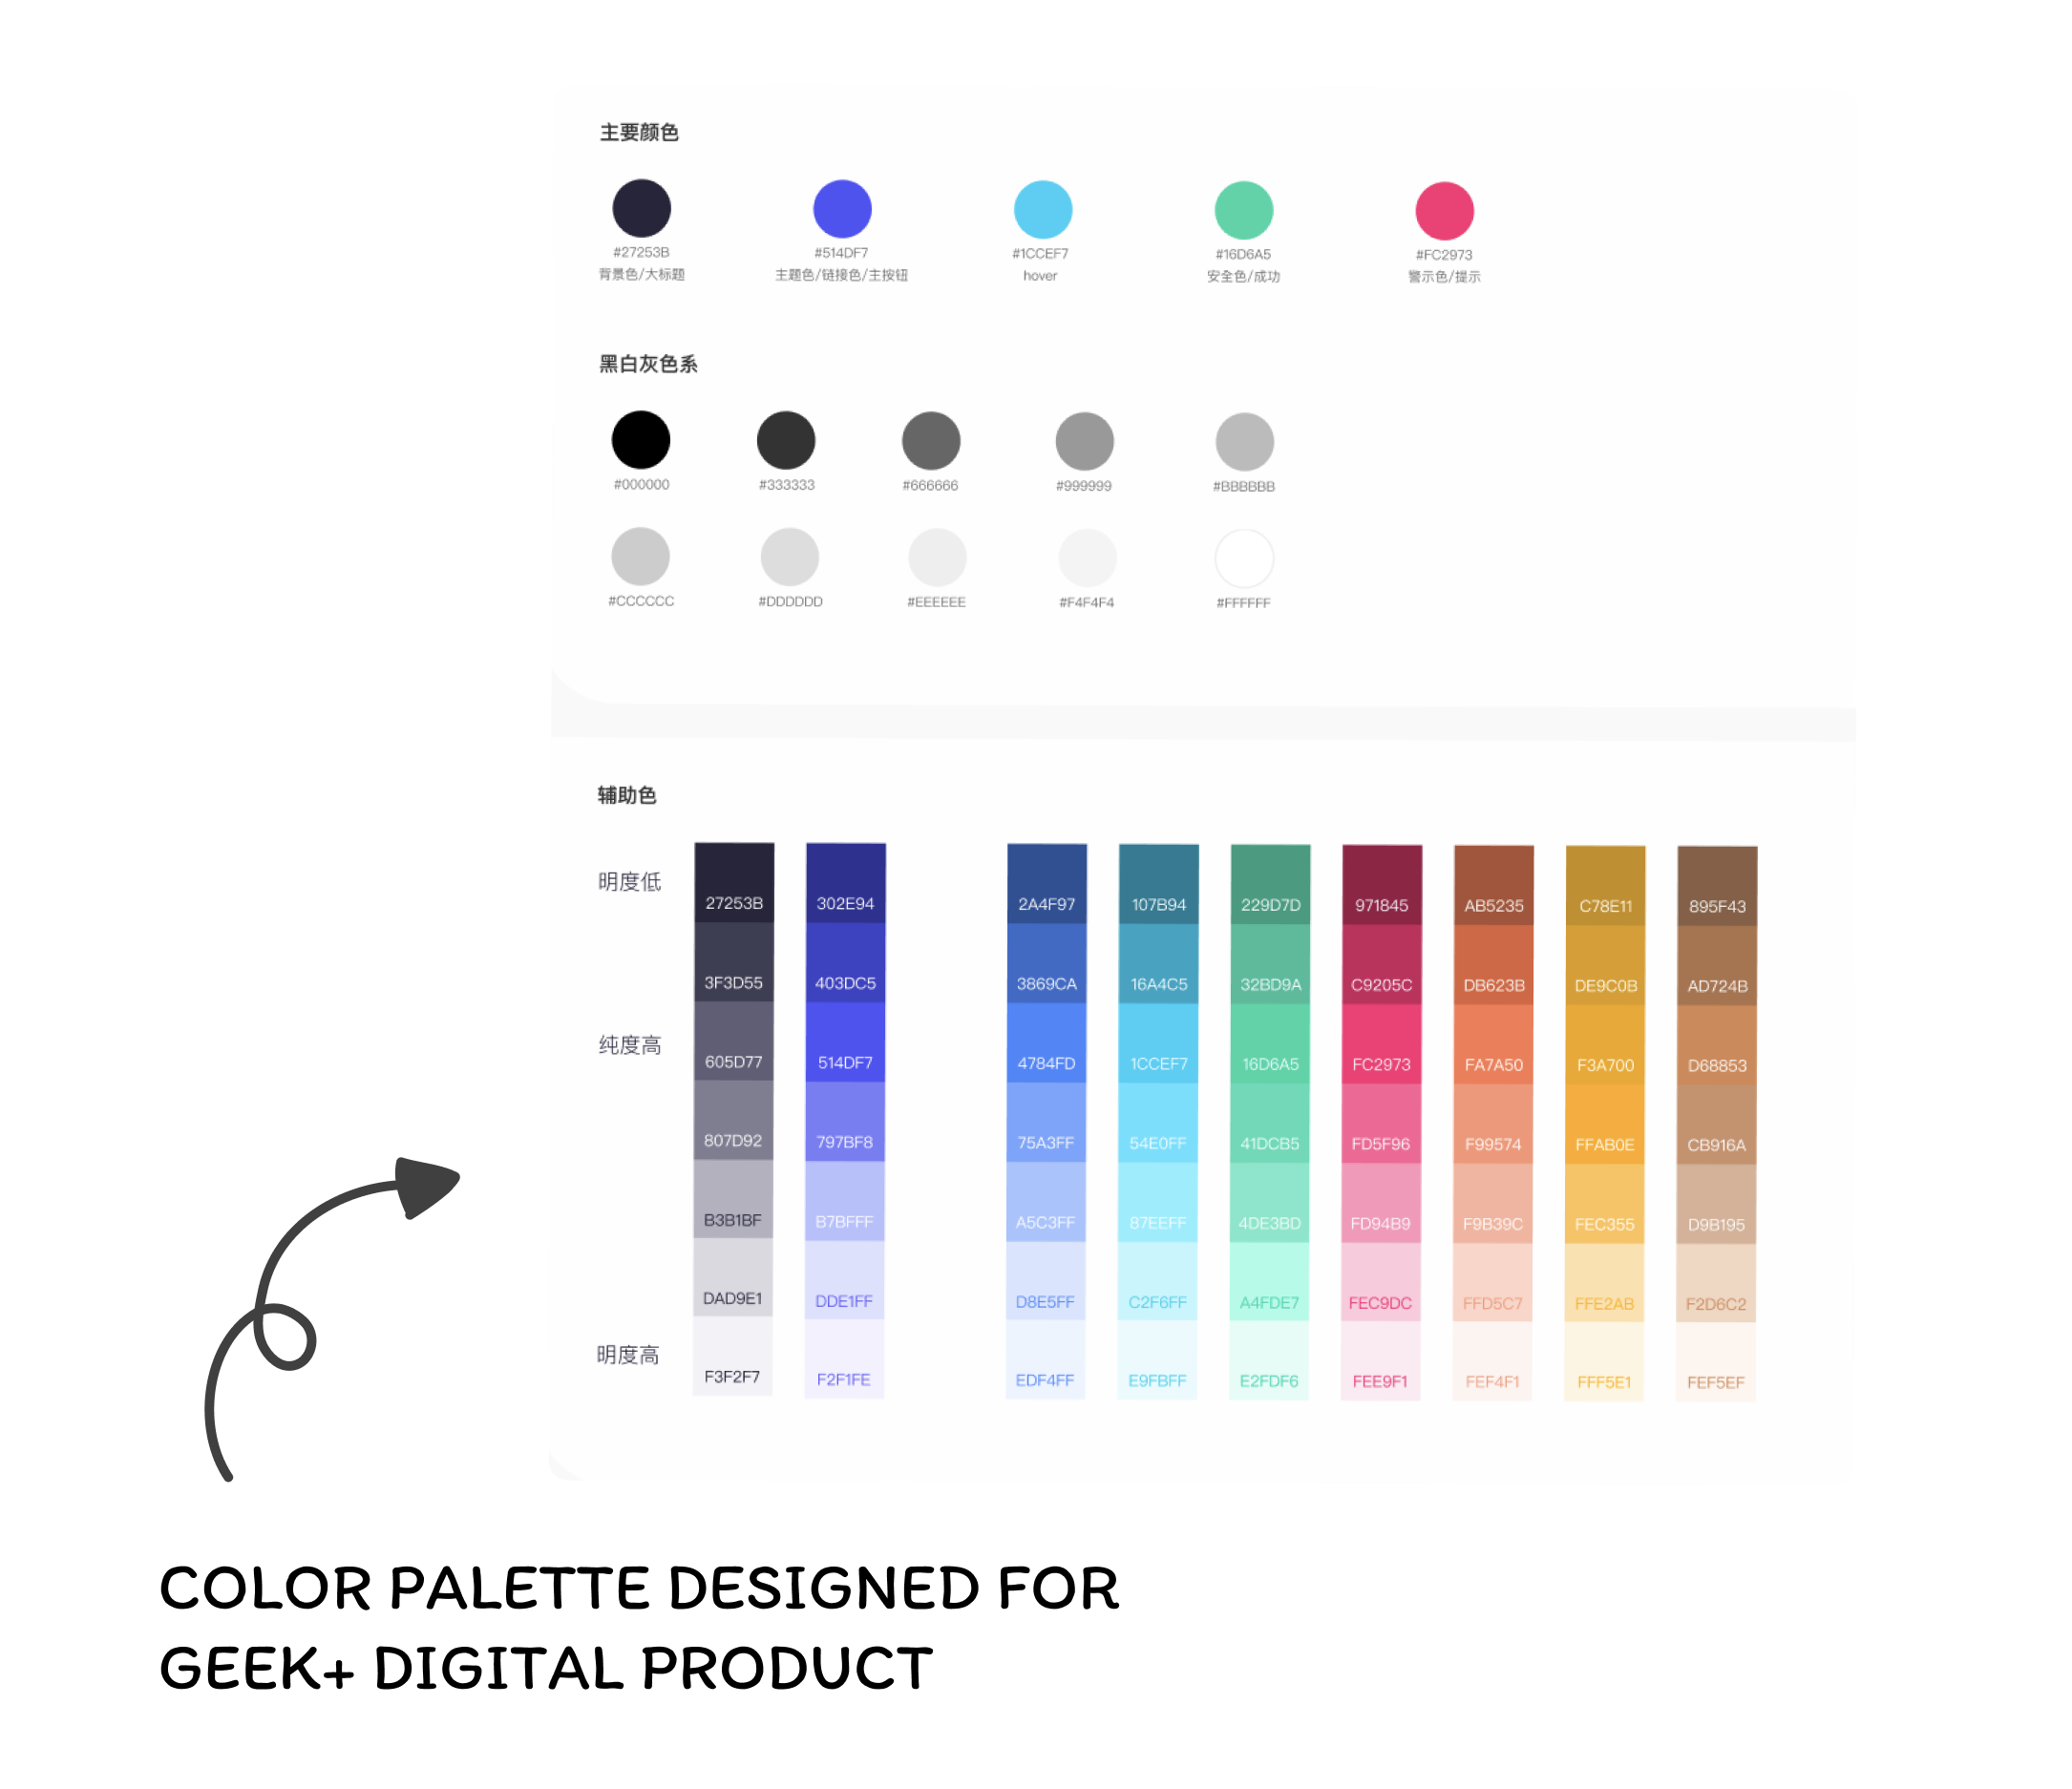 主要颜色
#27253B #514DF7 #1CCEF7 #16D6A5 #FC2973
背景色/大标题 主题色/链接色/主按钮 hover 安全色/成功 警示色/提示
黑白灰色系
#000000 #333333 #666666 #999999 #BBBBBB
#CCCCCC #DDDDDD #EEEEEE #F4F4F4 #FFFFFF
辅助色
明度低
27253B 302E94 2A4F97 107B94 229D7D 971845 AB5235 C78E11 895F43
3F3D55 403DC5 3869CA 16A4C5 32BD9A C9205C DB623B DE9C0B AD724B
纯度高
605D77 514DF7 4784FD 1CCEF7 16D6A5 FC2973 FA7A50 F3A700 D68853
807D92 797BF8 75A3FF 54E0FF 41DCB5 FD5F96 F99574 FFAB0E CB916A
B3B1BF B7BFFF A5C3FF 87EEFF 4DE3BD FD94B9 F9B39C FEC355 D9B195
DAD9E1 DDE1FF D8E5FF C2F6FF A4FDE7 FEC9DC FFD5C7 FFE2AB F2D6C2
明度高
F3F2F7 F2F1FE EDF4FF E9FBFF E2FDF6 FEE9F1 FEF4F1 FFF5E1 FEF5EF
COLOR PALETTE DESIGNED FOR
GEEK+ DIGITAL PRODUCT